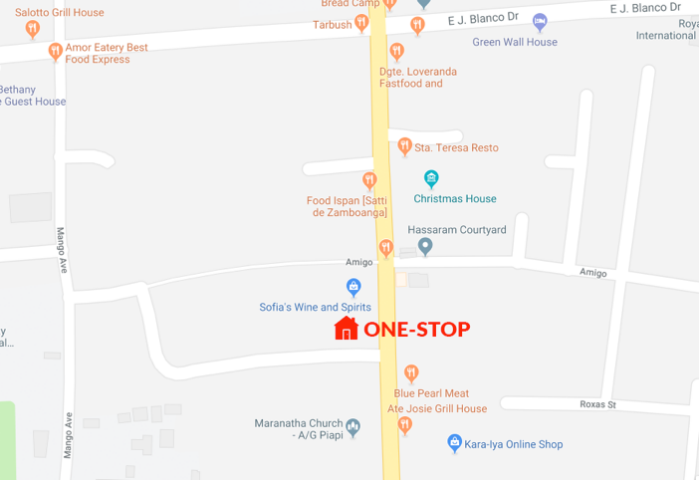 Salotto Grill House
Bread Camp
Tarbush
E J. Blanco Dr
E J. Blanco Dr
Green Wall House
Roya
International
Amor Eatery Best
Food Express
Dgte. Loveranda
Fastfood and
Bethany
e Guest House
Sta. Teresa Resto
Christmas House
Food Ispan [Satti
de Zamboanga]
Hassaram Courtyard
Mango Ave
Amigo
Amigo
Sofia's Wine and Spirits
ONE-STOP
y
al...
Blue Pearl Meat
Ate Josie Grill House
Roxas St
Maranatha Church
- A/G Piapi
Mango Ave
Kara-Iya Online Shop